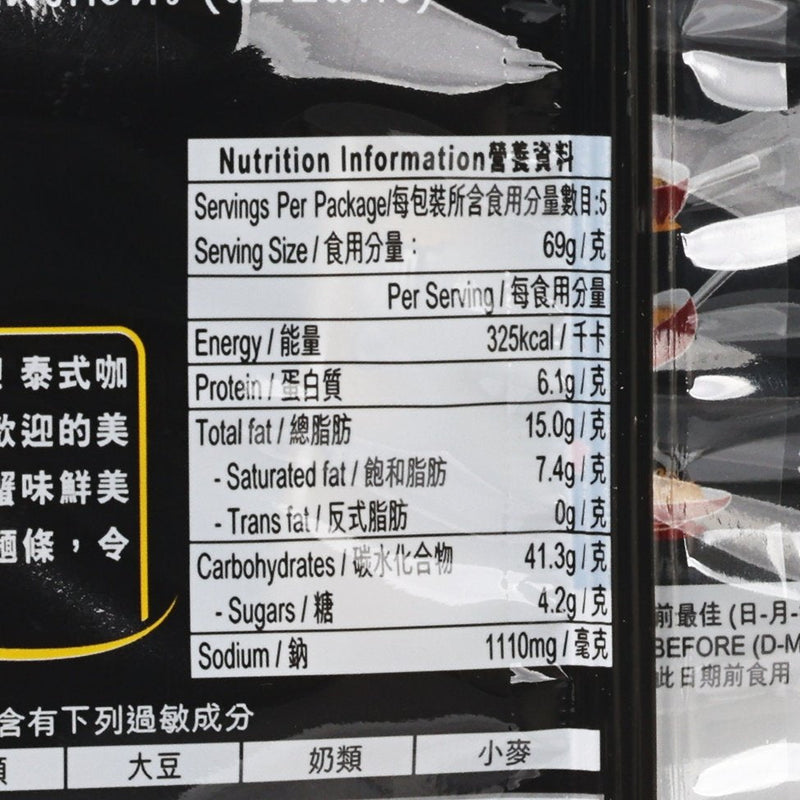 Nutrition Information營養資料
Servings Per Package/每包裝所含食用分量數目:5
Serving Size / 食用分量: 69g / 克
Per Serving / 每食用分量
Energy / 能量 325kcal / 千卡
Protein / 蛋白質 6.1g / 克
Total fat / 總脂肪 15.0g / 克
- Saturated fat / 飽和脂肪 7.4g / 克
- Trans fat / 反式脂肪 0g / 克
Carbohydrates / 碳水化合物 41.3g / 克
- Sugars / 糖 4.2g / 克
Sodium / 鈉 1110mg / 毫克
泰式咖
歡迎的美
蟹味鮮美
麵條，令
含有下列過敏成分
類 大豆 奶類 小麥
前最佳 (日-月-
BEFORE (D-M
此日期前食用